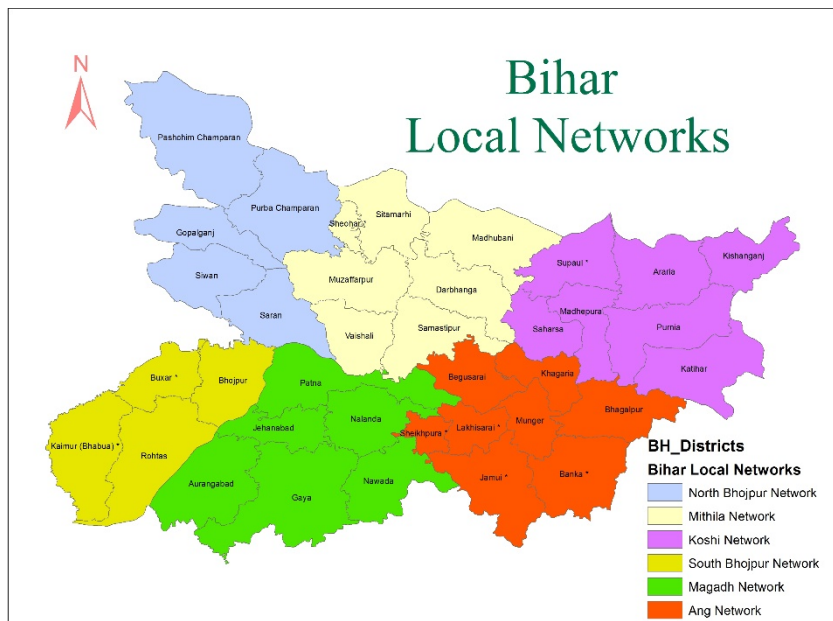 N
Bihar
Local Networks
Pashchim Champaran
Purba Champaran
Gopalganj
Siwan
Saran
Sheohar
Sitamarhi
Madhubani
Muzaffarpur
Darbhanga
Vaishali
Samastipur
Supaul *
Araria
Kishanganj
Madhepura
Saharsa
Purnia
Katihar
Buxar *
Bhojpur
Kaimur (Bhabua) *
Rohtas
Patna
Jehanabad
Nalanda
Aurangabad
Gaya
Nawada
Begusarai
Khagaria
Sheikhpura *
Lakhisarai *
Munger
Bhagalpur
Jamui *
Banka *
BH_Districts
Bihar Local Networks
North Bhojpur Network
Mithila Network
Koshi Network
South Bhojpur Network
Magadh Network
Ang Network